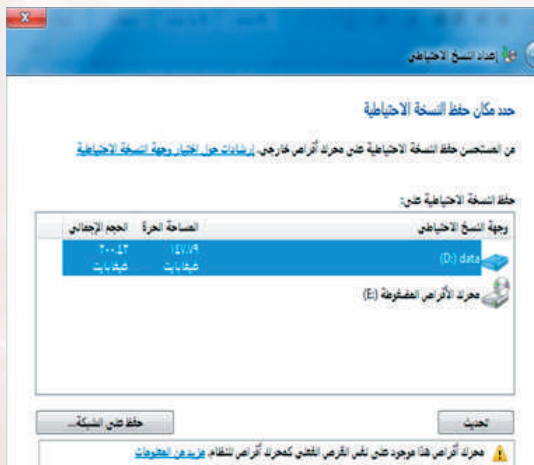 إعداد النسخ الاحتياطي
حدد مكان حفظ النسخة الاحتياطية
من المستحسن حفظ النسخة الاحتياطية على محرك أقراص خارجي. إرشادات حول اختيار وجهة النسخة الاحتياطية
حفظ النسخة الاحتياطية على:
وجهة النسخ الاحتياطي المساحة الحرة الحجم الإجمالي
(D:) data ١٤٧.٧٩ غيغابايت ٢٠٠.٤٣ غيغابايت
محرك الأقراص المضغوطة (E:)
تحديث حفظ على الشبكة...
محرك أقراص هذا موجود على نفس القرص الفعلي كمحرك أقراص للنظام. مزيد من المعلومات